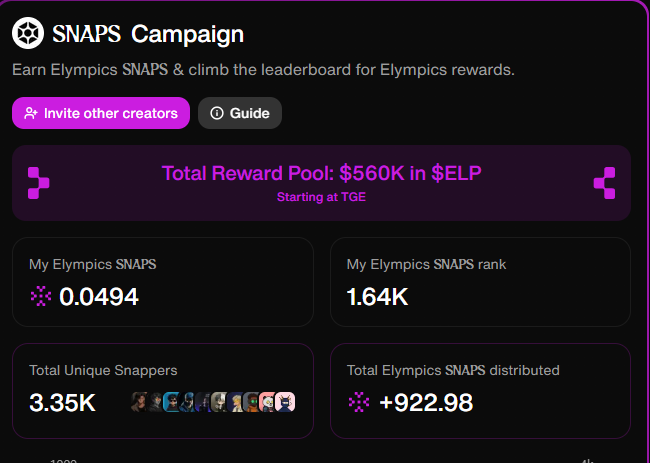 SNAPS Campaign
Earn Elympics SNAPS & climb the leaderboard for Elympics rewards.
Invite other creators
Guide
Total Reward Pool: $560K in $ELP
Starting at TGE
My Elympics SNAPS
0.0494
My Elympics SNAPS rank
1.64K
Total Unique Snappers
3.35K
Total Elympics SNAPS distributed
+922.98